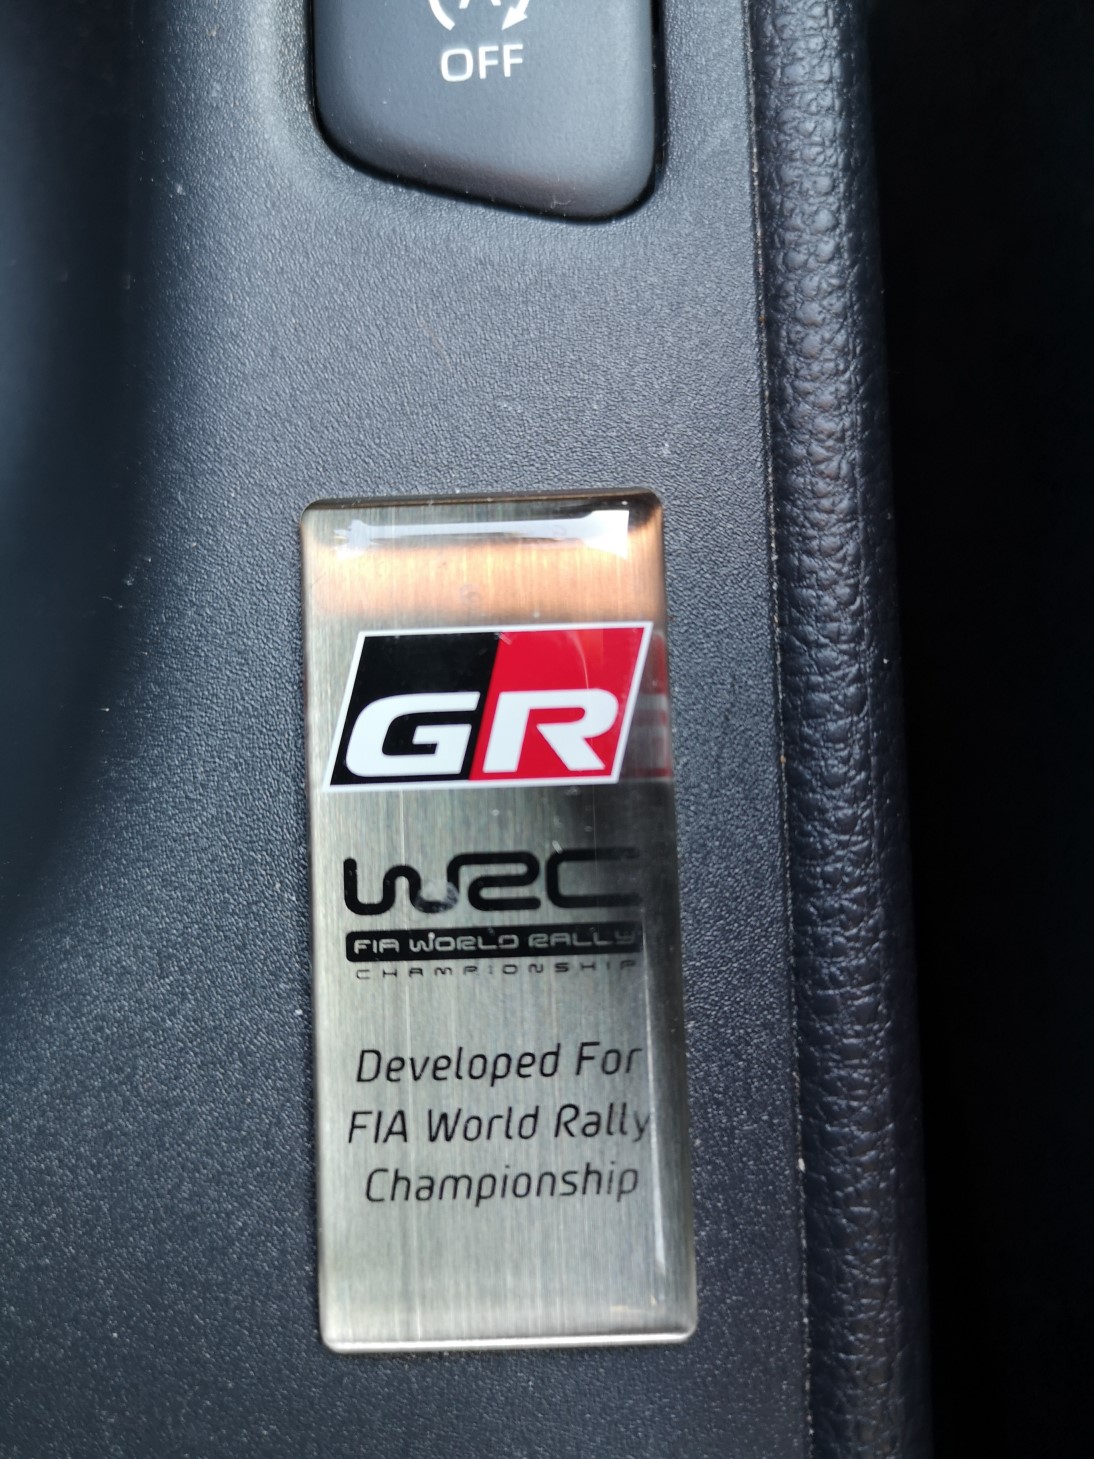 OFF
GR
WRC
FIA WORLD RALLY
CHAMPIONSHIP
Developed For
FIA World Rally
Championship